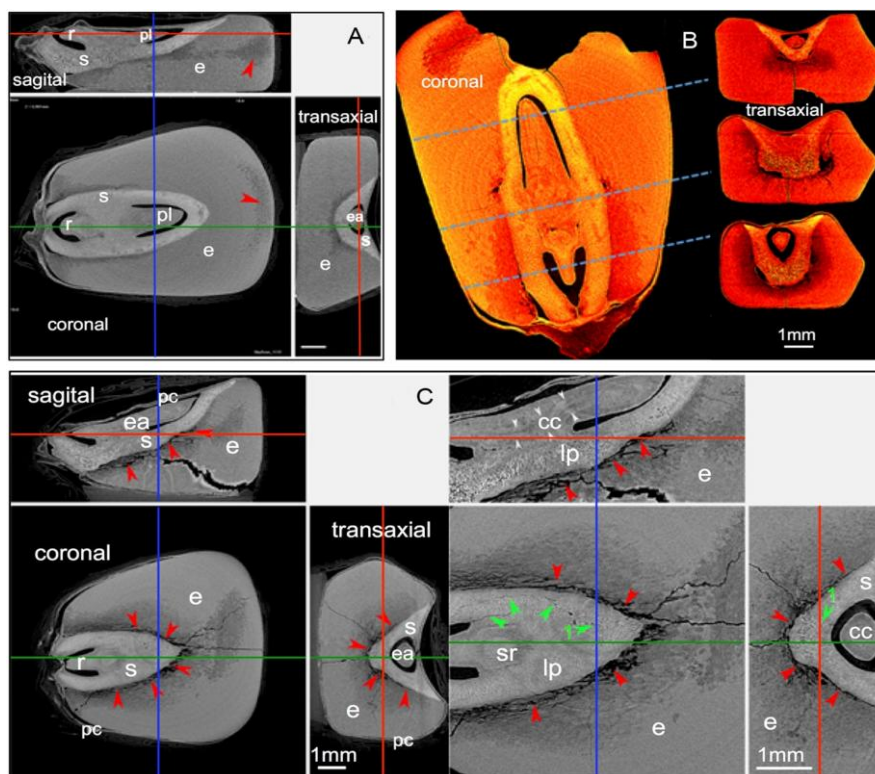 A
r
pl
s
e
sagital
transaxial
s
pl
r
ea
s
e
e
coronal
B
coronal
transaxial
1mm
C
sagital
pc
ea
s
e
cc
lp
e
coronal
transaxial
e
s
r
s
ea
e
pc
pc
1mm
s
cc
sr
lp
e
e
1mm